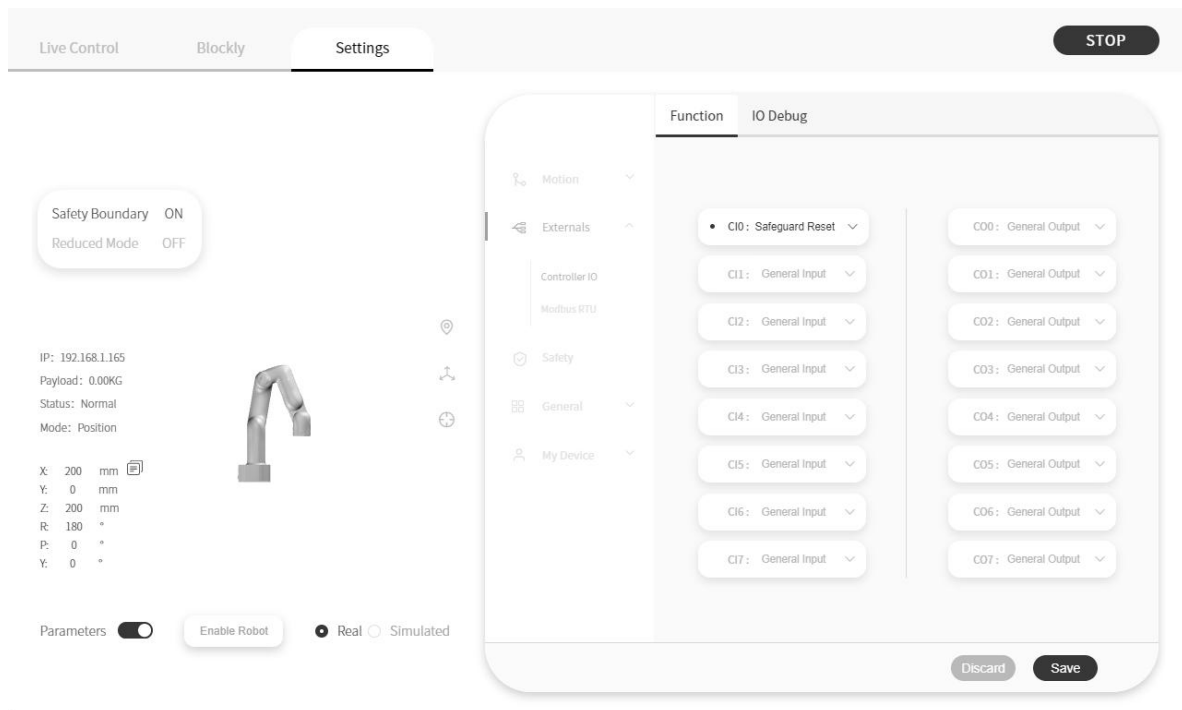 Live Control Blockly Settings STOP
Function IO Debug
Motion
Safety Boundary ON
Reduced Mode OFF
Externals
Controller IO
Modbus RTU
Safety
General
My Device
CI0: Safeguard Reset CO0: General Output
CI1: General Input CO1: General Output
CI2: General Input CO2: General Output
CI3: General Input CO3: General Output
CI4: General Input CO4: General Output
CI5: General Input CO5: General Output
CI6: General Input CO6: General Output
CI7: General Input CO7: General Output
IP: 192.168.1.165
Payload: 0.00KG
Status: Normal
Mode: Position
X: 200 mm
Y: 0 mm
Z: 200 mm
R: 180 °
P: 0 °
Y: 0 °
Parameters Enable Robot Real Simulated
Discard Save